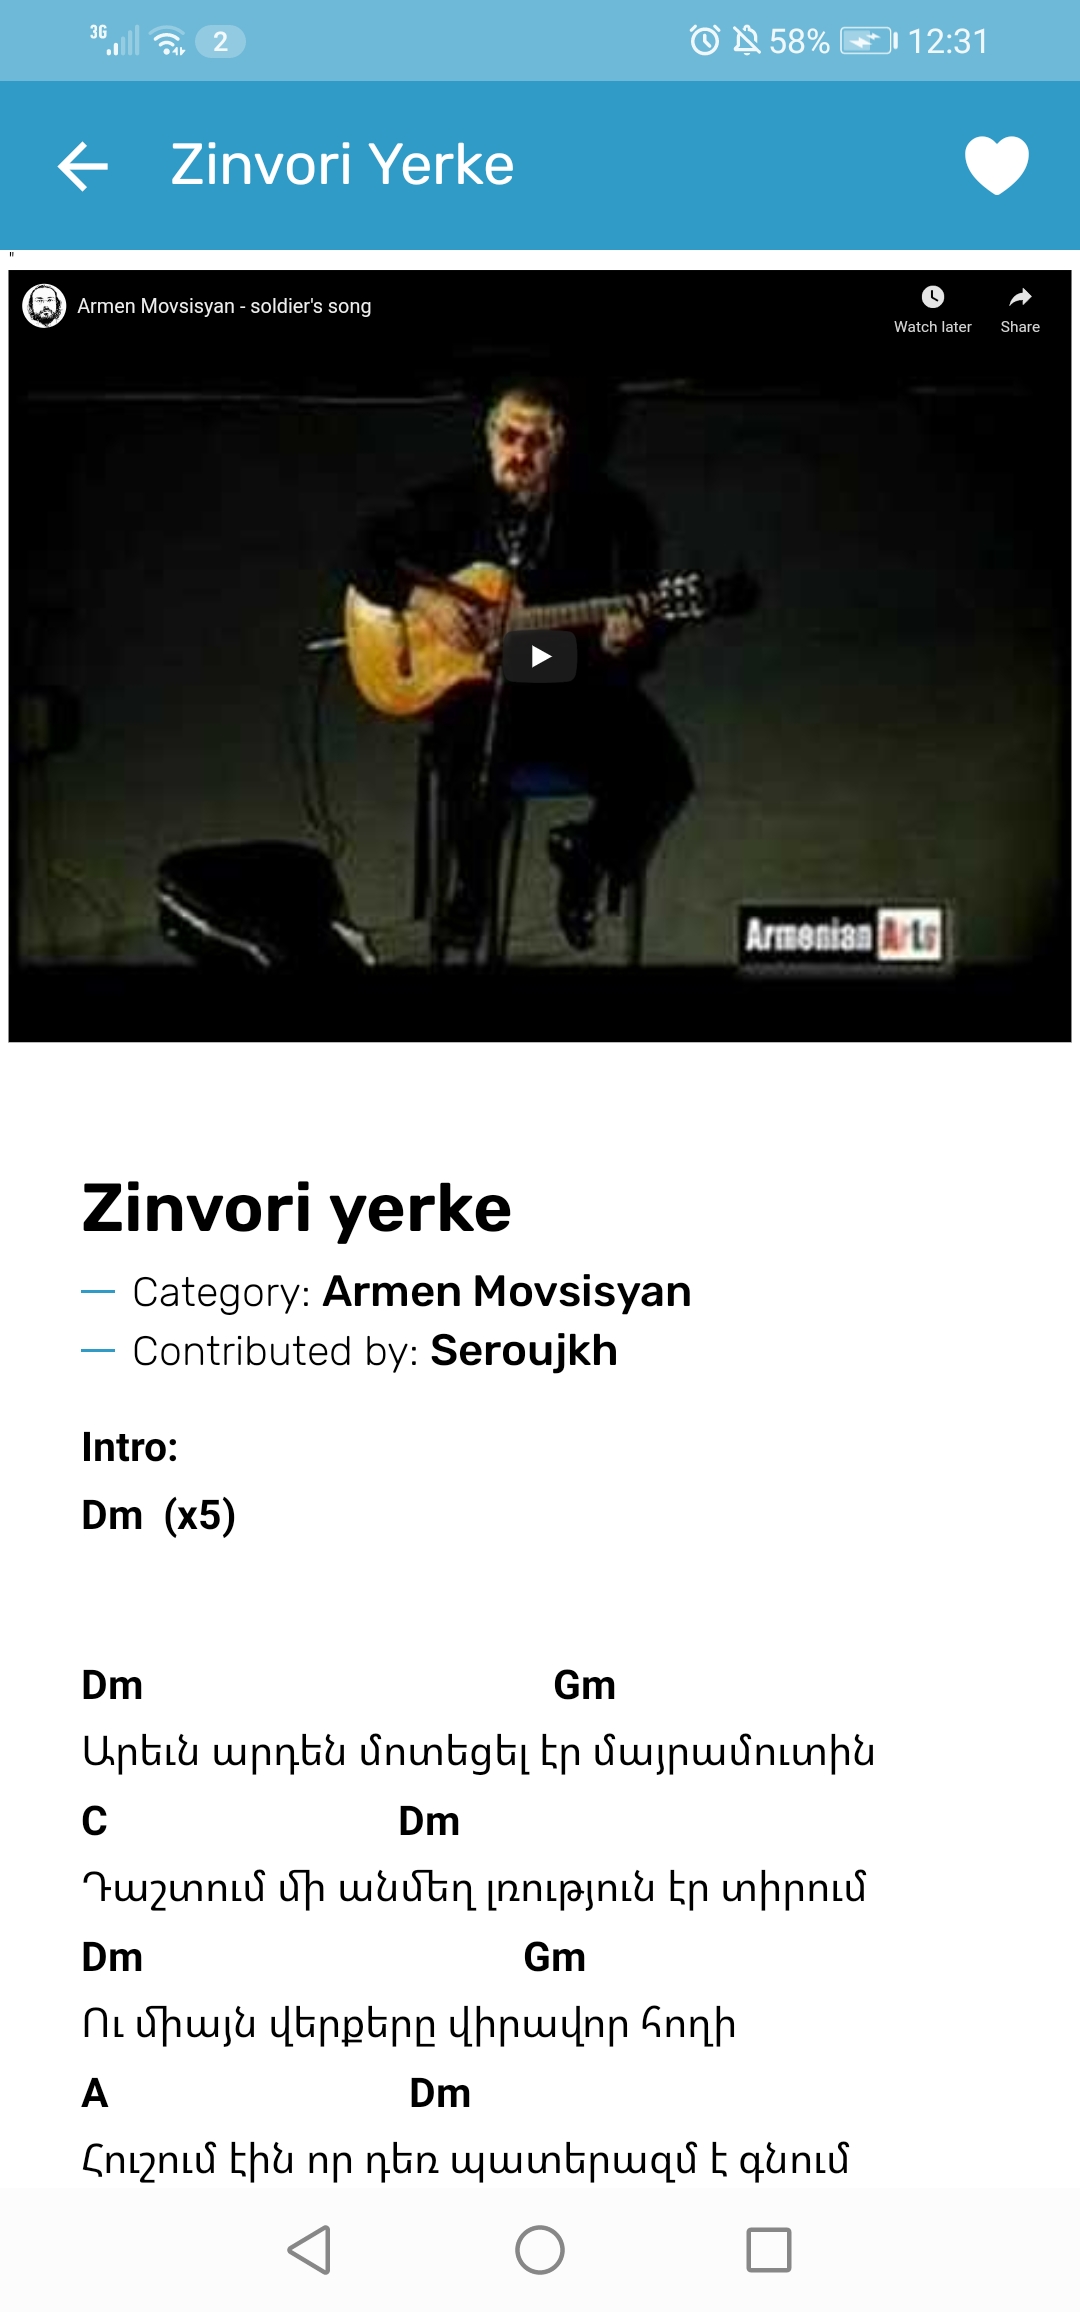 3G 2 58% 12:31
Zinvori Yerke
"
Armen Movsisyan - soldier's song
Watch later Share
Armenian Arts
Zinvori yerke
Category: Armen Movsisyan
Contributed by: Seroujkh
Intro:
Dm (x5)
Dm Gm
Արեւն արդեն մոտեցել էր մայրամուտին
C Dm
Դաշտում մի անմեղ լռություն էր տիրում
Dm Gm
Ու միայն վերքերը վիրավոր հողի
A Dm
Հուշում էին որ դեռ պատերազմ է գնում